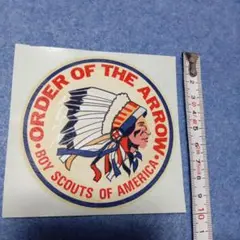 • ORDER OF THE ARROW •
BOY SCOUTS OF AMERICA
10